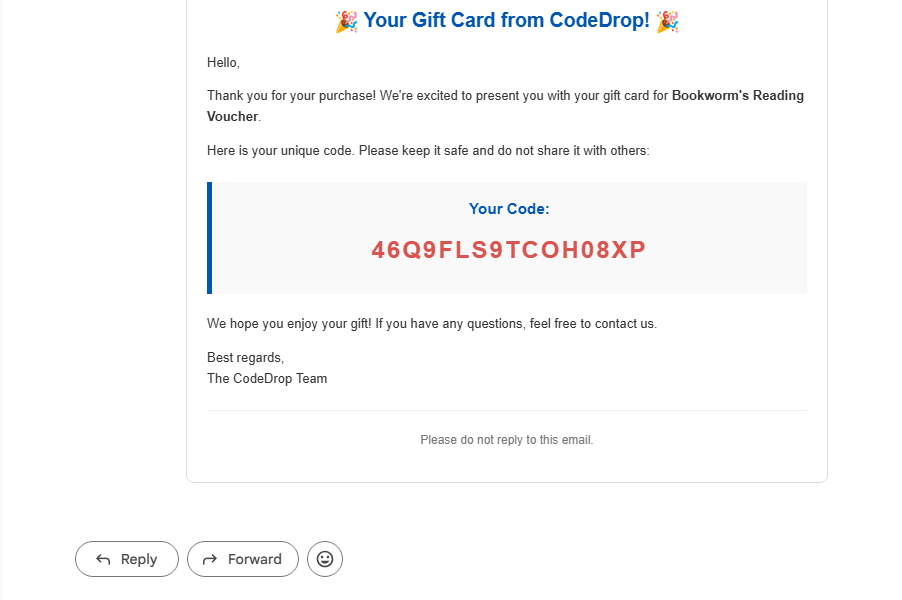 🎉 Your Gift Card from CodeDrop! 🎉
Hello,
Thank you for your purchase! We're excited to present you with your gift card for Bookworm's Reading
Voucher.
Here is your unique code. Please keep it safe and do not share it with others:
Your Code:
46Q9FLS9TCOH08XP
We hope you enjoy your gift! If you have any questions, feel free to contact us.
Best regards,
The CodeDrop Team
Please do not reply to this email.
Reply
Forward